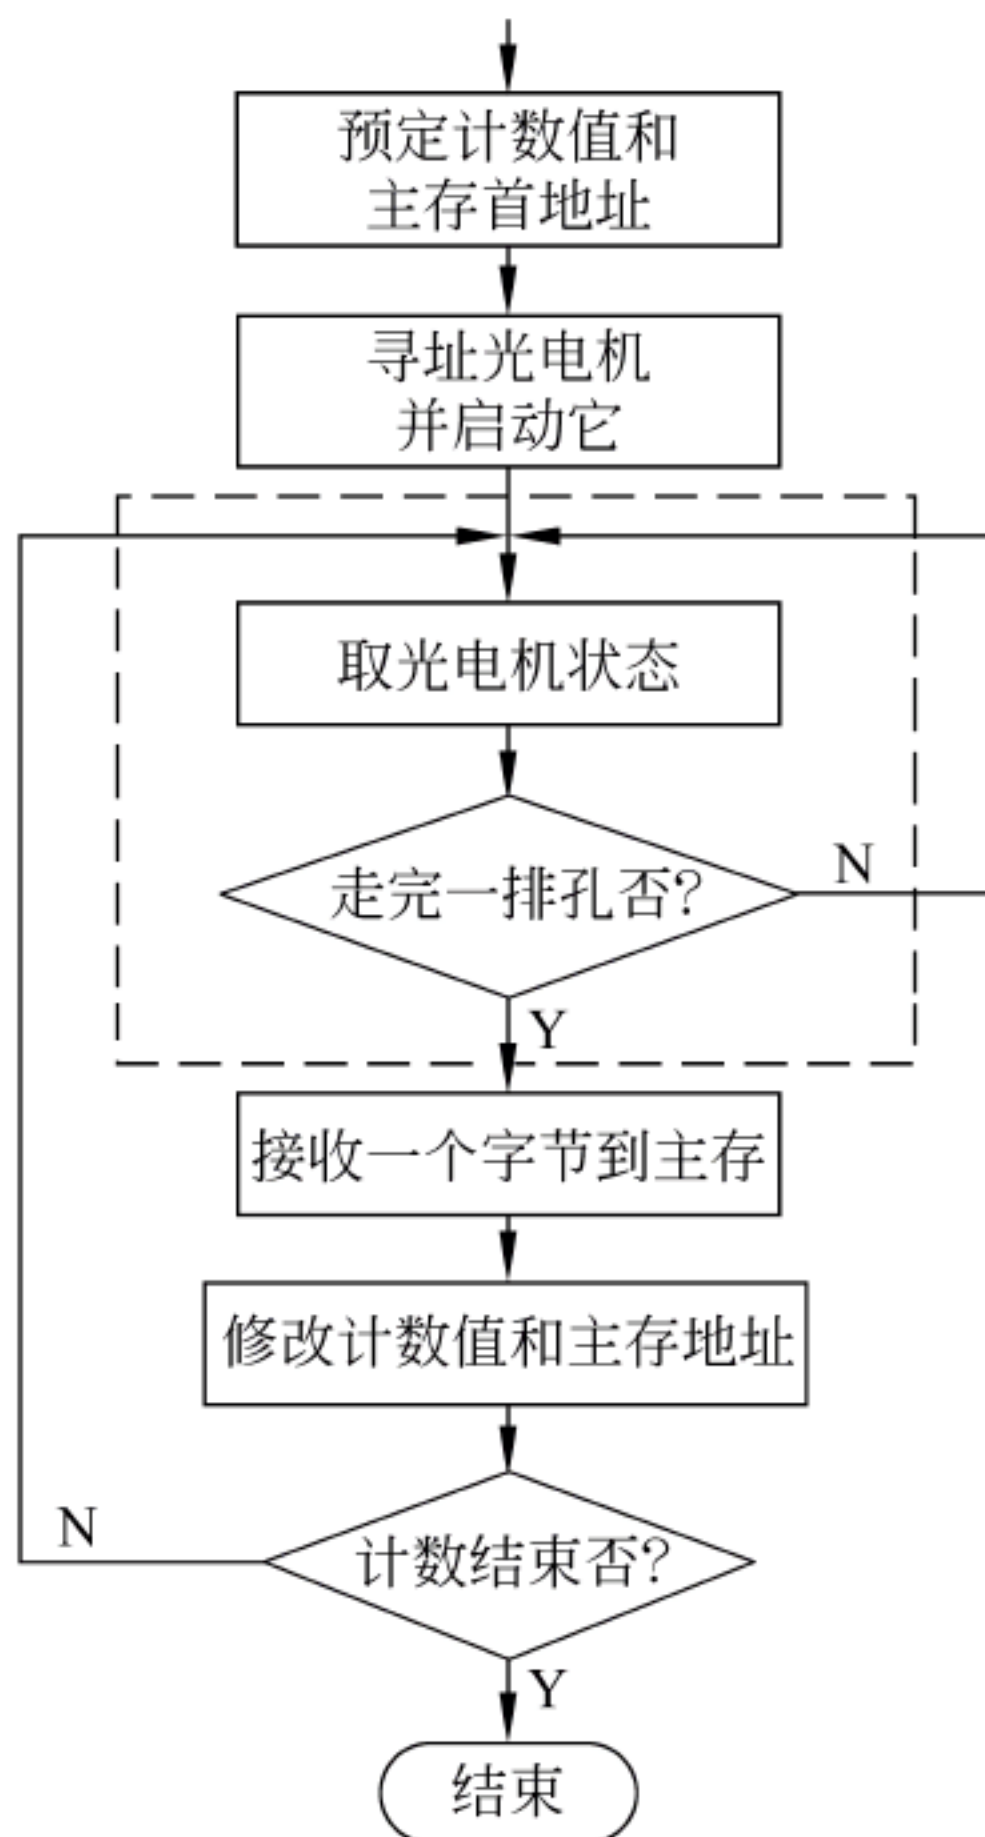 预定计数值和
主存首地址
寻址光电机
并启动它
取光电机状态
走完一排孔否?
N
Y
接收一个字节到主存
修改计数值和主存地址
计数结束否?
N
Y
结束